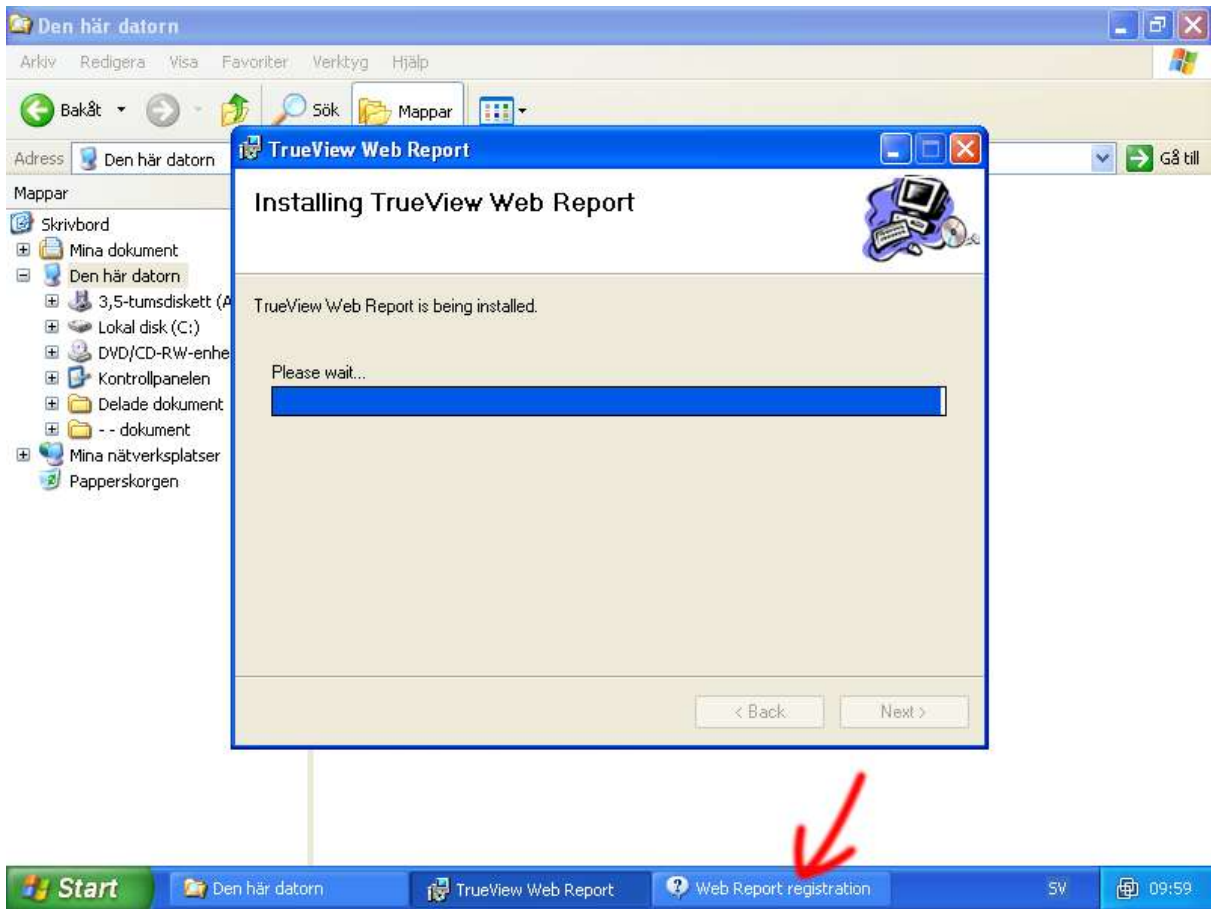 Den här datorn
Arkiv Redigera Visa Favoriter Verktyg Hjälp
Bakåt Sök Mappar
Adress Den här datorn Gå till
TrueView Web Report
Mappar
Installing TrueView Web Report
Skrivbord
Mina dokument
Den här datorn
3,5-tumsdiskett (A
Lokal disk (C:)
DVD/CD-RW-enhe
Kontrollpanelen
Delade dokument
- - dokument
Mina nätverksplatser
Papperskorgen
TrueView Web Report is being installed.
Please wait...
< Back Next >
Start Den här datorn TrueView Web Report Web Report registration SV 09:59